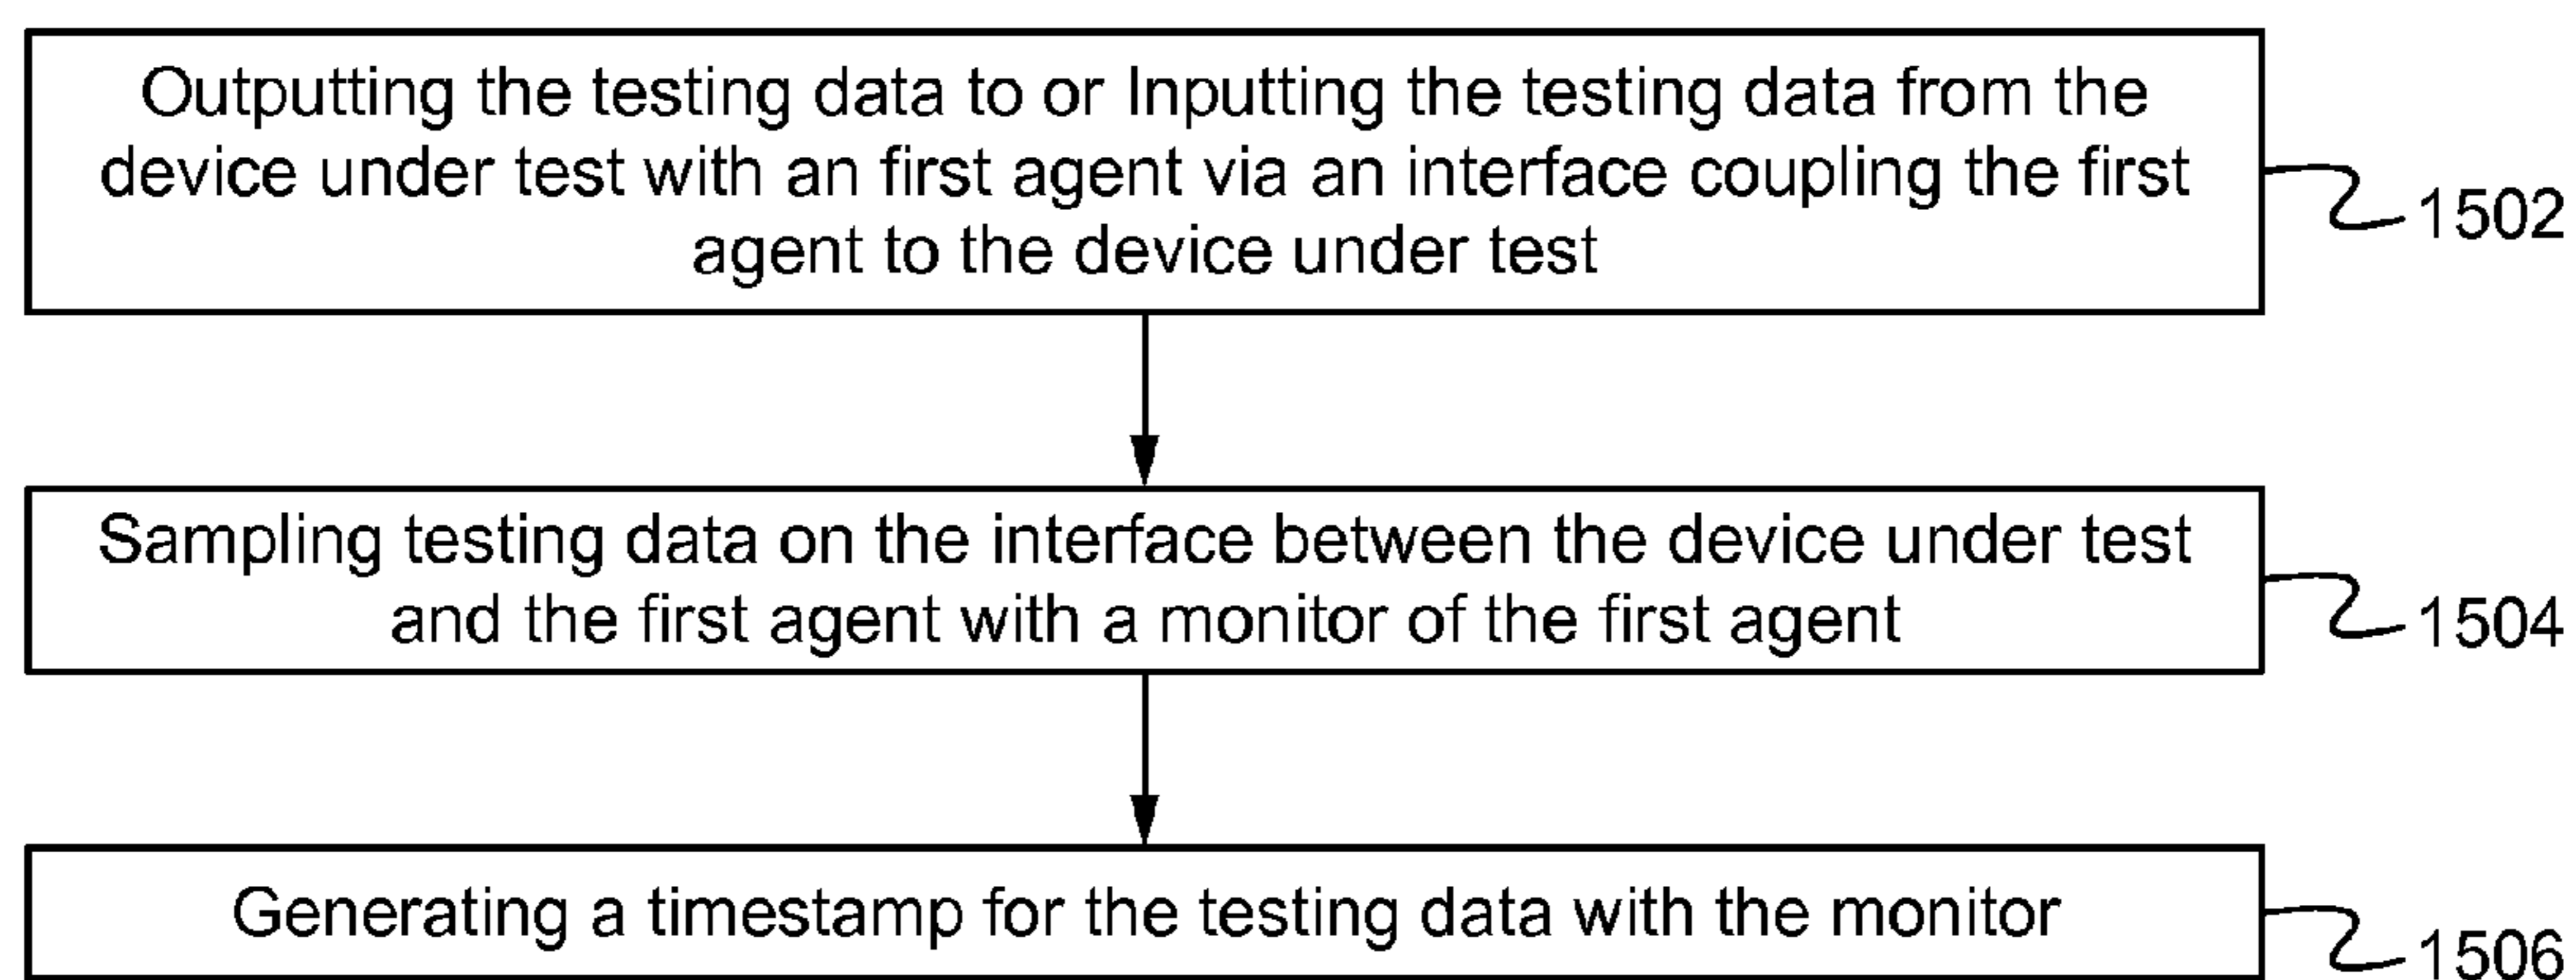 Outputting the testing data to or Inputting the testing data from the
device under test with an first agent via an interface coupling the first
agent to the device under test
1502
Sampling testing data on the interface between the device under test
and the first agent with a monitor of the first agent
1504
Generating a timestamp for the testing data with the monitor
1506